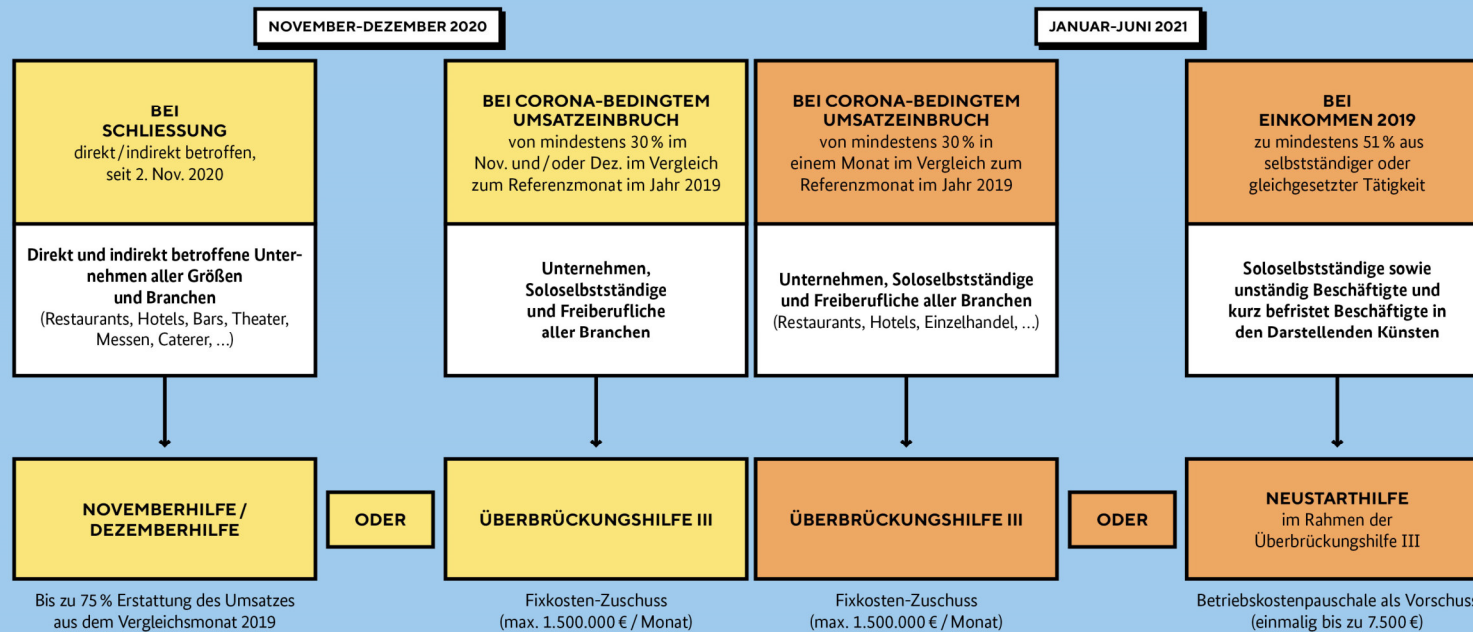 NOVEMBER-DEZEMBER 2020
JANUAR-JUNI 2021
BEI
SCHLIESSUNG
direkt/indirekt betroffen,
seit 2. Nov. 2020
BEI CORONA-BEDINGTEM
UMSATZEINBRUCH
von mindestens 30 % im
Nov. und/oder Dez. im Vergleich
zum Referenzmonat im Jahr 2019
BEI CORONA-BEDINGTEM
UMSATZEINBRUCH
von mindestens 30 % in
einem Monat im Vergleich zum
Referenzmonat im Jahr 2019
BEI
EINKOMMEN 2019
zu mindestens 51 % aus
selbstständiger oder
gleichgesetzter Tätigkeit
Direkt und indirekt betroffene Unter-
nehmen aller Größen
und Branchen
(Restaurants, Hotels, Bars, Theater,
Messen, Caterer, ...)
Unternehmen,
Soloselbstständige
und Freiberufliche
aller Branchen
Unternehmen, Soloselbstständige
und Freiberufliche aller Branchen
(Restaurants, Hotels, Einzelhandel, ...)
Soloselbstständige sowie
unständig Beschäftigte und
kurz befristet Beschäftigte in
den Darstellenden Künsten
NOVEMBERHILFE /
DEZEMBERHILFE
ODER
ÜBERBRÜCKUNGSHILFE III
ÜBERBRÜCKUNGSHILFE III
ODER
NEUSTARTHILFE
im Rahmen der
Überbrückungshilfe III
Bis zu 75 % Erstattung des Umsatzes
aus dem Vergleichsmonat 2019
Fixkosten-Zuschuss
(max. 1.500.000 € / Monat)
Fixkosten-Zuschuss
(max. 1.500.000 € / Monat)
Betriebskostenpauschale als Vorschuss
(einmalig bis zu 7.500 €)